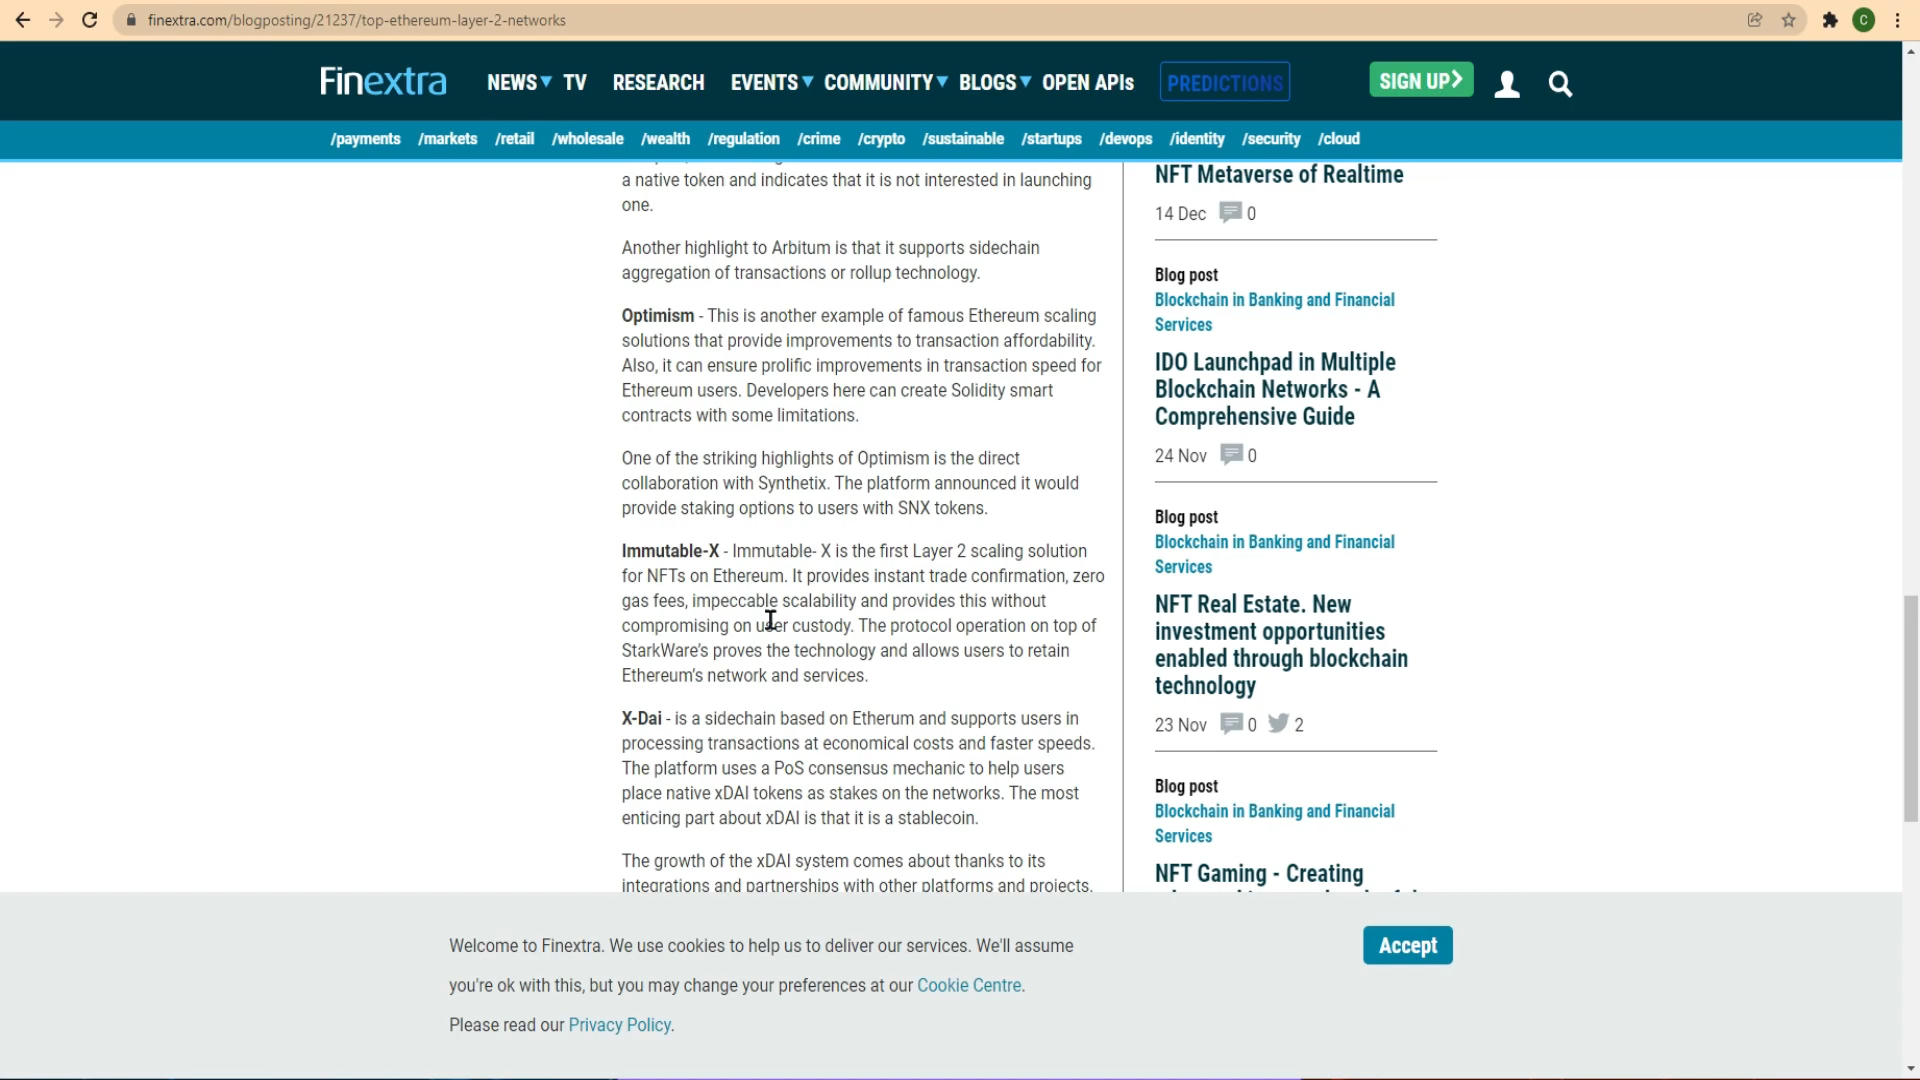 finextra.com/blogposting/21237/top-ethereum-layer-2-networks
C
Finextra
NEWS TV RESEARCH EVENTS COMMUNITY BLOGS OPEN APIs PREDICTIONS SIGN UP
/payments /markets /retail /wholesale /wealth /regulation /crime /crypto /sustainable /startups /devops /identity /security /cloud
a native token and indicates that it is not interested in launching
one.
Another highlight to Arbitum is that it supports sidechain
aggregation of transactions or rollup technology.
Optimism - This is another example of famous Ethereum scaling
solutions that provide improvements to transaction affordability.
Also, it can ensure prolific improvements in transaction speed for
Ethereum users. Developers here can create Solidity smart
contracts with some limitations.
One of the striking highlights of Optimism is the direct
collaboration with Synthetix. The platform announced it would
provide staking options to users with SNX tokens.
Immutable-X - Immutable- X is the first Layer 2 scaling solution
for NFTs on Ethereum. It provides instant trade confirmation, zero
gas fees, impeccable scalability and provides this without
compromising on user custody. The protocol operation on top of
StarkWare's proves the technology and allows users to retain
Ethereum's network and services.
X-Dai - is a sidechain based on Etherum and supports users in
processing transactions at economical costs and faster speeds.
The platform uses a PoS consensus mechanic to help users
place native xDAI tokens as stakes on the networks. The most
enticing part about xDAI is that it is a stablecoin.
The growth of the xDAI system comes about thanks to its
integrations and partnerships with other platforms and projects.
NFT Metaverse of Realtime
14 Dec 0
Blog post
Blockchain in Banking and Financial
Services
IDO Launchpad in Multiple
Blockchain Networks - A
Comprehensive Guide
24 Nov 0
Blog post
Blockchain in Banking and Financial
Services
NFT Real Estate. New
investment opportunities
enabled through blockchain
technology
23 Nov 0 2
Blog post
Blockchain in Banking and Financial
Services
NFT Gaming - Creating
Welcome to Finextra. We use cookies to help us to deliver our services. We'll assume
you're ok with this, but you may change your preferences at our Cookie Centre.
Please read our Privacy Policy.
Accept